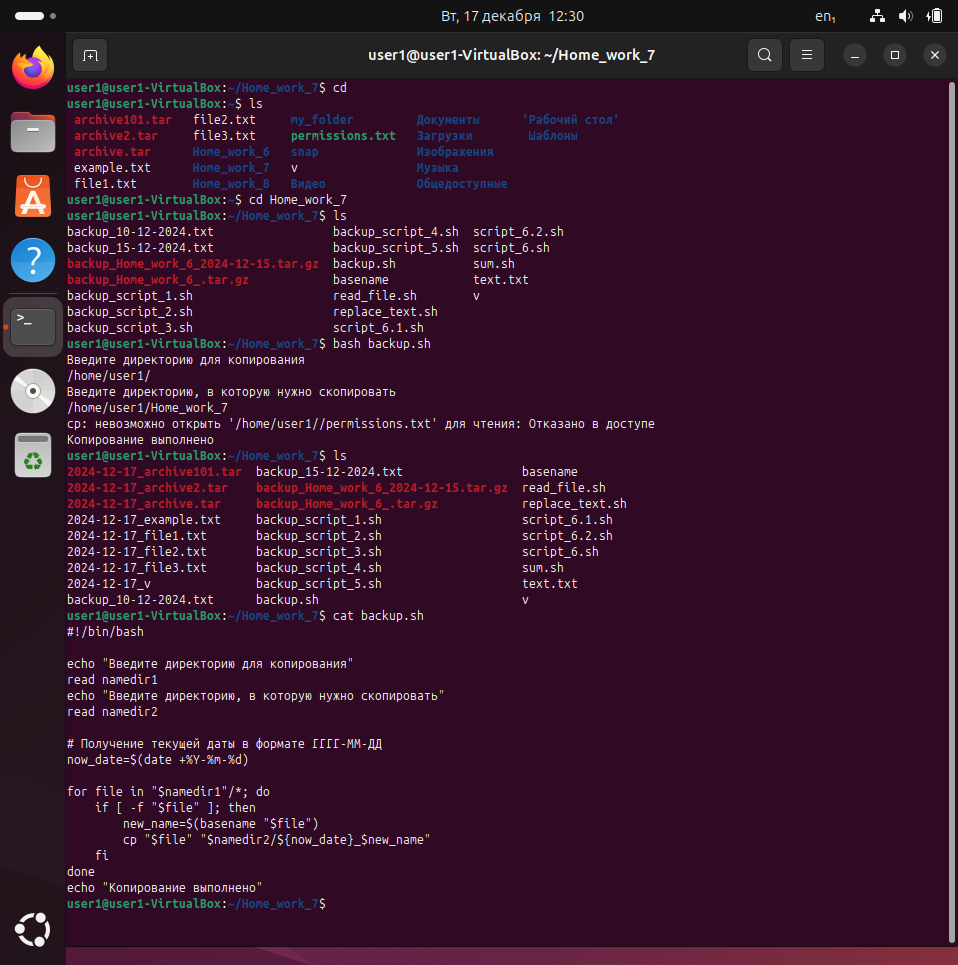 Вт, 17 декабря 12:30
en₁
user1@user1-VirtualBox: ~/Home_work_7
user1@user1-VirtualBox:~/Home_work_7$ cd
user1@user1-VirtualBox:~$ ls
archive101.tar file2.txt my_folder Документы 'Рабочий стол'
archive2.tar file3.txt permissions.txt Загрузки Шаблоны
archive.tar Home_work_6 snap Изображения
example.txt Home_work_7 v Музыка
file1.txt Home_work_8 Видео Общедоступные
user1@user1-VirtualBox:~$ cd Home_work_7
user1@user1-VirtualBox:~/Home_work_7$ ls
backup_10-12-2024.txt backup_script_4.sh script_6.2.sh
backup_15-12-2024.txt backup_script_5.sh script_6.sh
backup_Home_work_6_2024-12-15.tar.gz backup.sh sum.sh
backup_Home_work_6_.tar.gz basename text.txt
backup_script_1.sh read_file.sh v
backup_script_2.sh replace_text.sh
backup_script_3.sh script_6.1.sh
user1@user1-VirtualBox:~/Home_work_7$ bash backup.sh
Введите директорию для копирования
/home/user1/
Введите директорию, в которую нужно скопировать
/home/user1/Home_work_7
cp: невозможно открыть '/home/user1//permissions.txt' для чтения: Отказано в доступе
Копирование выполнено
user1@user1-VirtualBox:~/Home_work_7$ ls
2024-12-17_archive101.tar backup_15-12-2024.txt basename
2024-12-17_archive2.tar backup_Home_work_6_2024-12-15.tar.gz read_file.sh
2024-12-17_archive.tar backup_Home_work_6_.tar.gz replace_text.sh
2024-12-17_example.txt backup_script_1.sh script_6.1.sh
2024-12-17_file1.txt backup_script_2.sh script_6.2.sh
2024-12-17_file2.txt backup_script_3.sh script_6.sh
2024-12-17_file3.txt backup_script_4.sh sum.sh
2024-12-17_v backup_script_5.sh text.txt
backup_10-12-2024.txt backup.sh v
user1@user1-VirtualBox:~/Home_work_7$ cat backup.sh
#!/bin/bash
echo "Введите директорию для копирования"
read namedir1
echo "Введите директорию, в которую нужно скопировать"
read namedir2
# Получение текущей даты в формате ГГГГ-ММ-ДД
now_date=$(date +%Y-%m-%d)
for file in "$namedir1"/*; do
    if [ -f "$file" ]; then
        new_name=$(basename "$file")
        cp "$file" "$namedir2/${now_date}_$new_name"
    fi
done
echo "Копирование выполнено"
user1@user1-VirtualBox:~/Home_work_7$